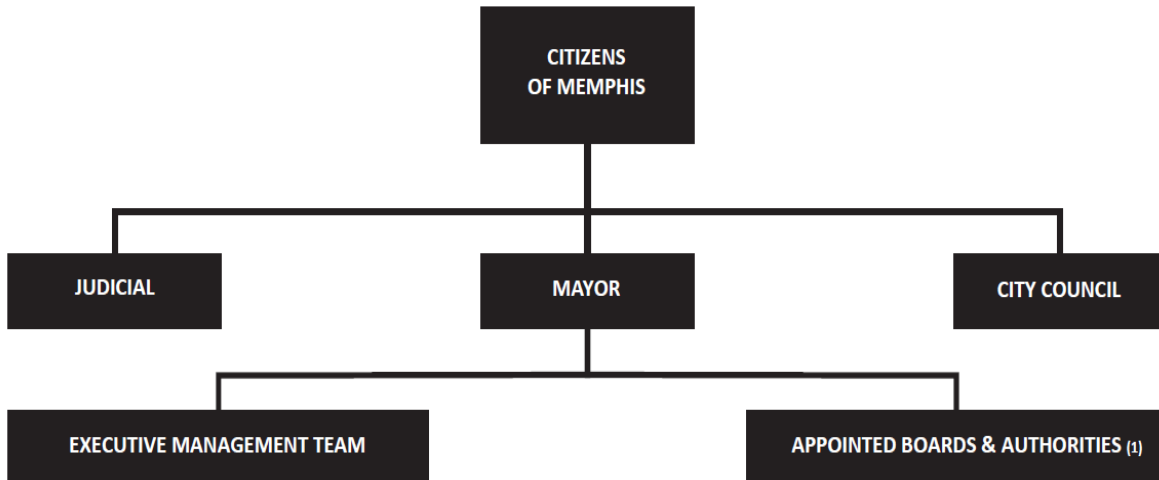 CITIZENS
OF MEMPHIS
JUDICIAL
MAYOR
CITY COUNCIL
EXECUTIVE MANAGEMENT TEAM
APPOINTED BOARDS & AUTHORITIES (1)